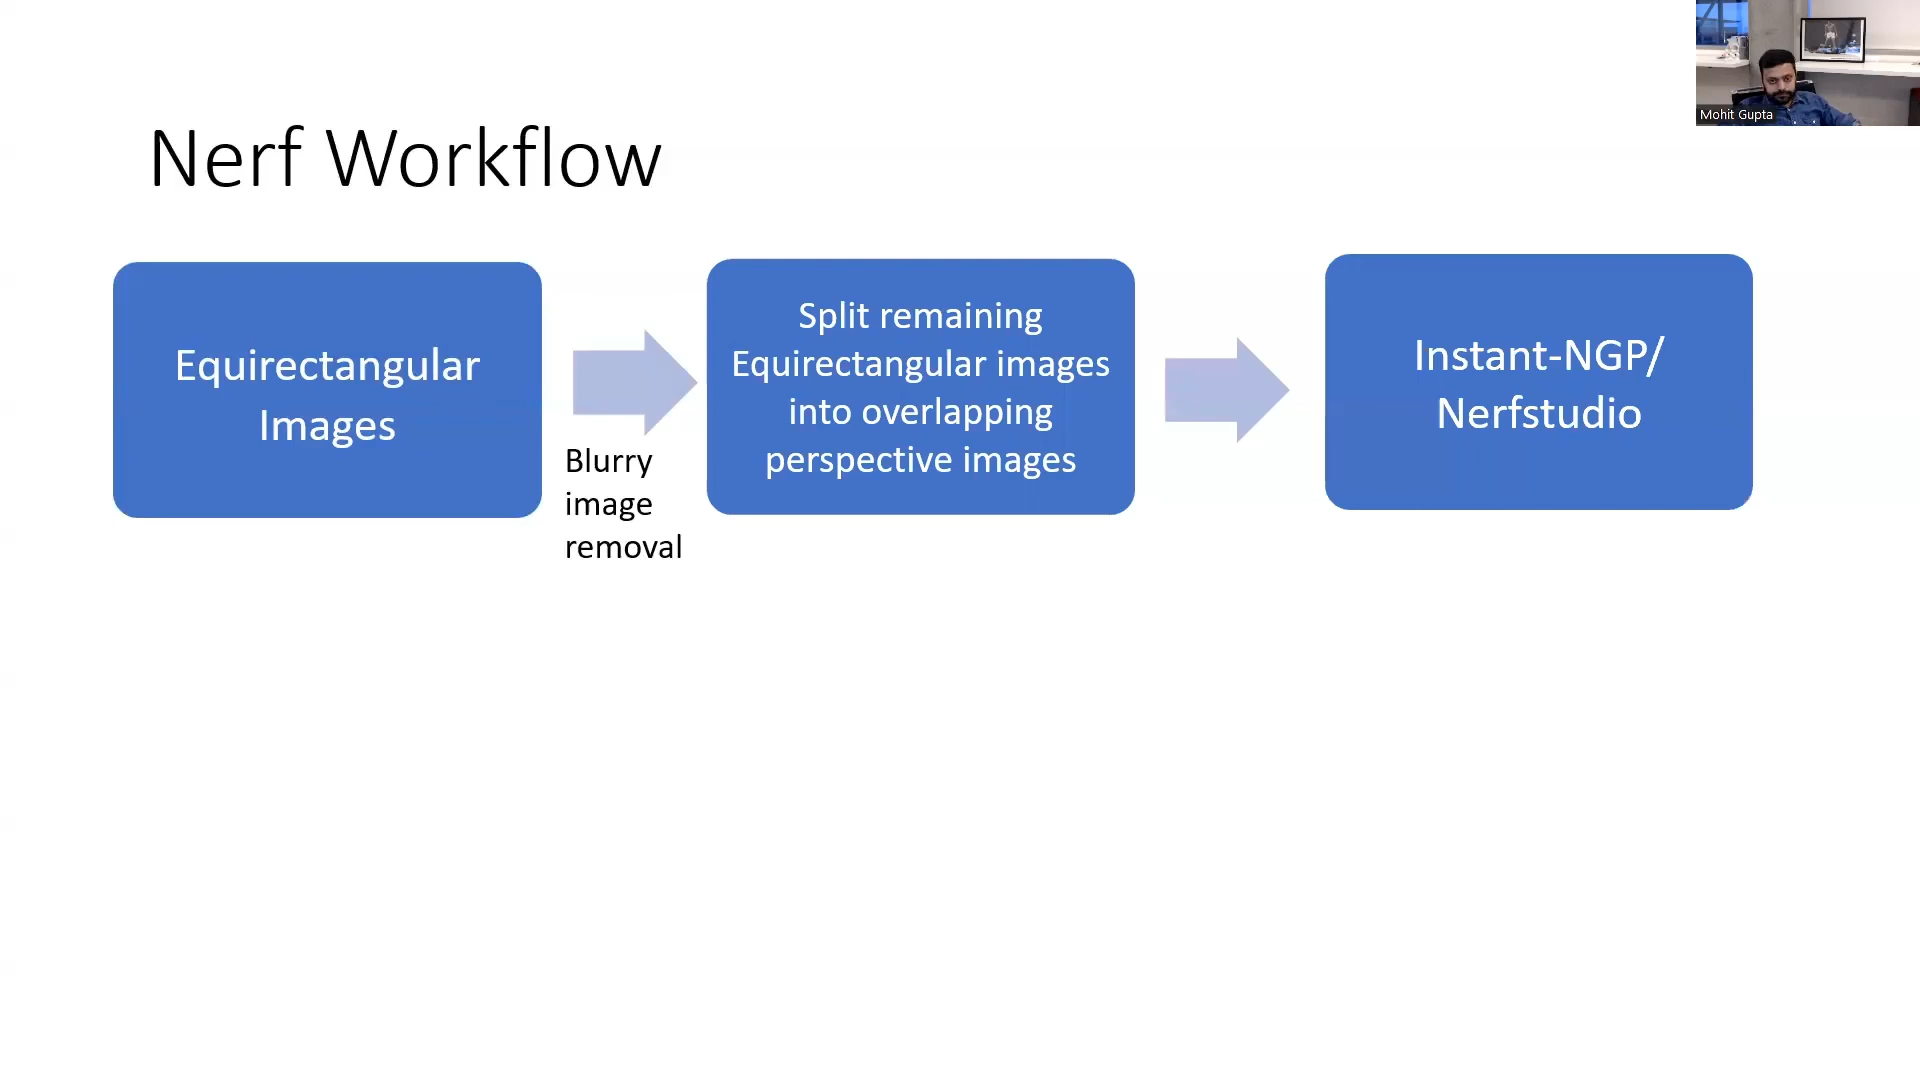 Mohit Gupta
Nerf Workflow
Equirectangular
Images
Blurry
image
removal
Split remaining
Equirectangular images
into overlapping
perspective images
Instant-NGP/
Nerfstudio